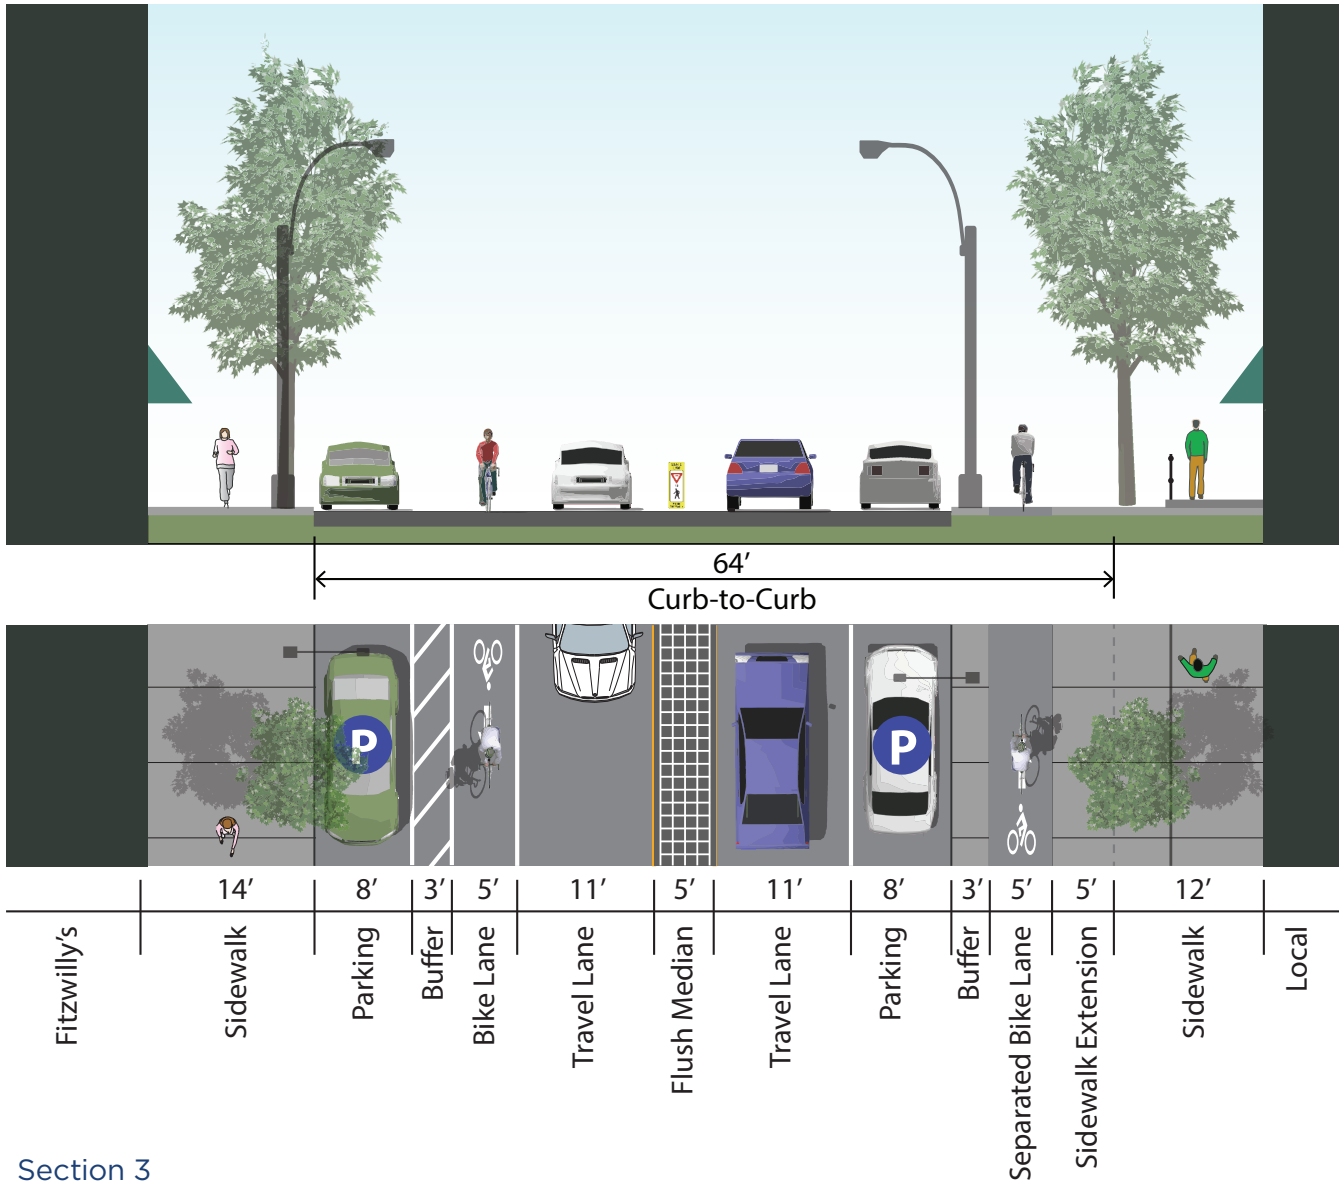 64’
Curb-to-Curb
P
P
14’
8’
3’
5’
11’
5’
11’
8’
3’
5’
5’
12’
Fitzwilly’s
Sidewalk
Parking
Buffer
Bike Lane
Travel Lane
Flush Median
Travel Lane
Parking
Buffer
Separated Bike Lane
Sidewalk Extension
Sidewalk
Local
Section 3